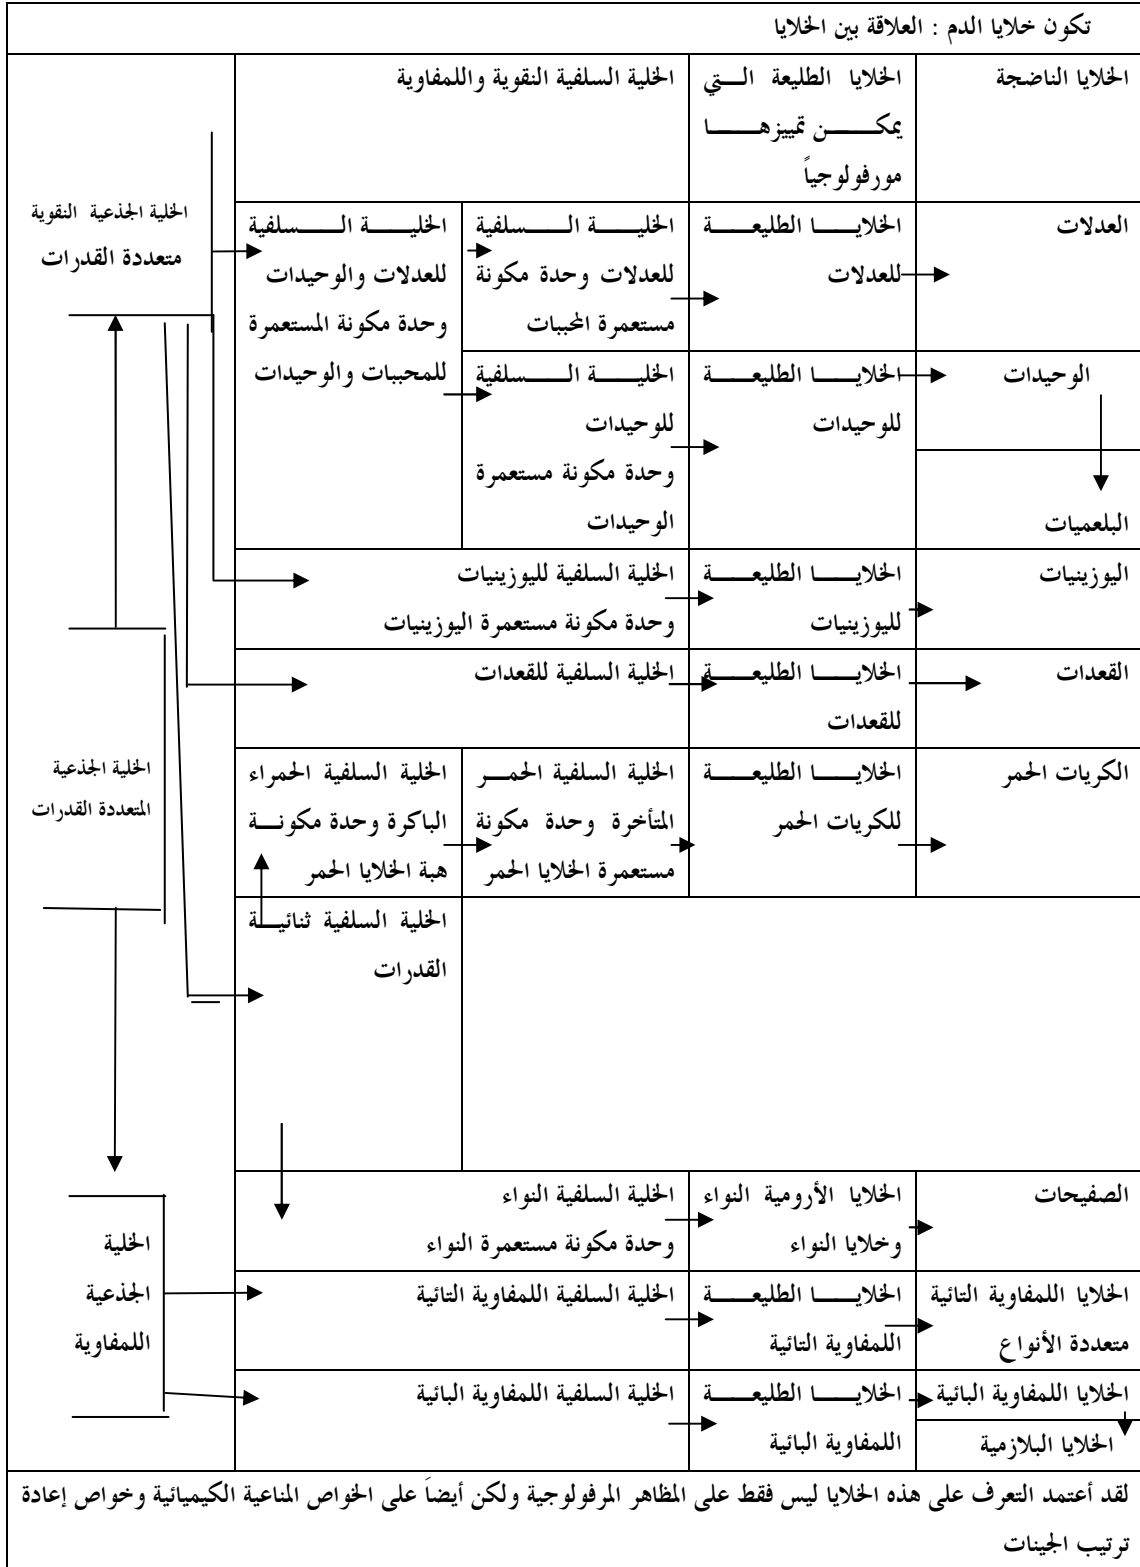 تكون خلايا الدم : العلاقة بين الخلايا
الخلايا الناضجة
الخلايا الطليعة التي
يمكن تمييزها
مورفولوجياً
الخلية السلفية النقوية واللمفاوية
الخلية الجذعية النقوية
متعددة القدرات
العدلات
الخلايا الطليعة
للعدلات
الخلية السلفية
للعدلات وحدة مكونة
مستعمرة المحببات
الخلية السلفية
للعدلات والوحيدات
وحدة مكونة المستعمرة
للمحببات والوحيدات
الوحيدات
البلعميات
الخلايا الطليعة
للوحيدات
الخلية السلفية
للوحيدات
وحدة مكونة مستعمرة
الوحيدات
اليوزينيات
الخلايا الطليعة
لليوزينيات
الخلية السلفية لليوزينيات
وحدة مكونة مستعمرة اليوزينيات
القعدات
الخلايا الطليعة
للقعدات
الخلية السلفية للقعدات
الخلية الجذعية
المتعددة القدرات
الكريات الحمر
الخلايا الطليعة
للكريات الحمر
الخلية السلفية الحمر
المتأخرة وحدة مكونة
مستعمرة الخلايا الحمر
الخلية السلفية الحمراء
الباكرة وحدة مكونة
هبة الخلايا الحمر
الخلية السلفية ثنائية
القدرات
الصفيحات
الخلايا الأرومية النواء
وخلايا النواء
الخلية السلفية النواء
وحدة مكونة مستعمرة النواء
الخلية
الجذعية
اللمفاوية
الخلايا اللمفاوية التائية
متعددة الأنواع
الخلايا الطليعة
اللمفاوية التائية
الخلية السلفية اللمفاوية التائية
الخلايا اللمفاوية البائية
الخلايا البلازمية
الخلايا الطليعة
اللمفاوية البائية
الخلية السلفية اللمفاوية البائية
لقد أعتمد التعرف على هذه الخلايا ليس فقط على المظاهر المرفولوجية ولكن أيضاً على الخواص المناعية الكيميائية وخواص إعادة
ترتيب الجينات